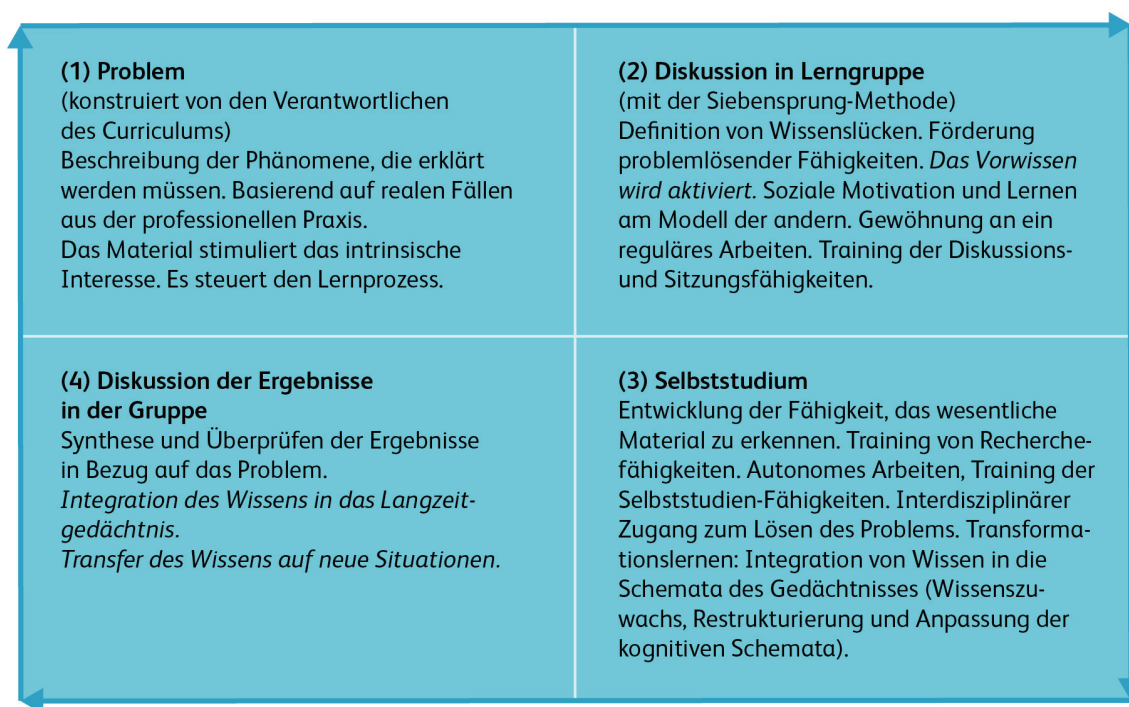 (1) Problem
(konstruiert von den Verantwortlichen
des Curriculums)
Beschreibung der Phänomene, die erklärt
werden müssen. Basierend auf realen Fällen
aus der professionellen Praxis.
Das Material stimuliert das intrinsische
Interesse. Es steuert den Lernprozess.
(2) Diskussion in Lerngruppe
(mit der Siebensprung-Methode)
Definition von Wissenslücken. Förderung
problemlösender Fähigkeiten. Das Vorwissen
wird aktiviert. Soziale Motivation und Lernen
am Modell der andern. Gewöhnung an ein
reguläres Arbeiten. Training der Diskussions-
und Sitzungsfähigkeiten.
(4) Diskussion der Ergebnisse
in der Gruppe
Synthese und Überprüfen der Ergebnisse
in Bezug auf das Problem.
Integration des Wissens in das Langzeit-
gedächtnis.
Transfer des Wissens auf neue Situationen.
(3) Selbststudium
Entwicklung der Fähigkeit, das wesentliche
Material zu erkennen. Training von Recherche-
fähigkeiten. Autonomes Arbeiten, Training der
Selbststudien-Fähigkeiten. Interdisziplinärer
Zugang zum Lösen des Problems. Transforma-
tionslernen: Integration von Wissen in die
Schemata des Gedächtnisses (Wissenszu-
wachs, Restrukturierung und Anpassung der
kognitiven Schemata).